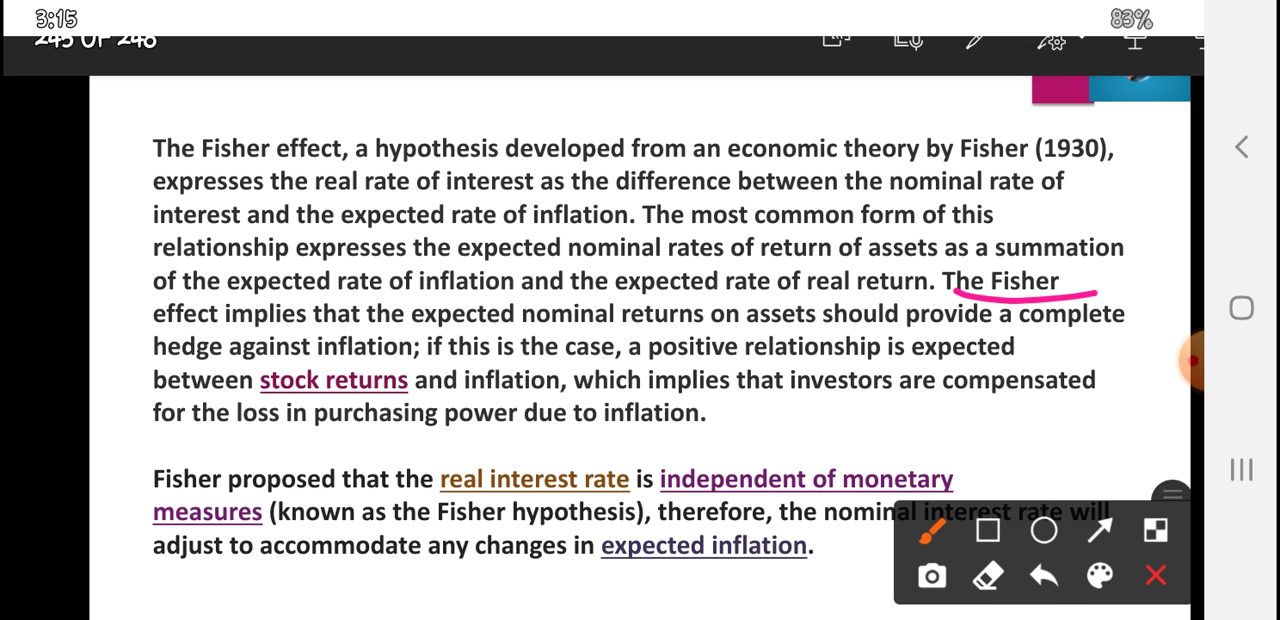 3:15
83%
245 OF 248
The Fisher effect, a hypothesis developed from an economic theory by Fisher (1930),
expresses the real rate of interest as the difference between the nominal rate of
interest and the expected rate of inflation. The most common form of this
relationship expresses the expected nominal rates of return of assets as a summation
of the expected rate of inflation and the expected rate of real return. The Fisher
effect implies that the expected nominal returns on assets should provide a complete
hedge against inflation; if this is the case, a positive relationship is expected
between stock returns and inflation, which implies that investors are compensated
for the loss in purchasing power due to inflation.
Fisher proposed that the real interest rate is independent of monetary
measures (known as the Fisher hypothesis), therefore, the nominal interest rate will
adjust to accommodate any changes in expected inflation.